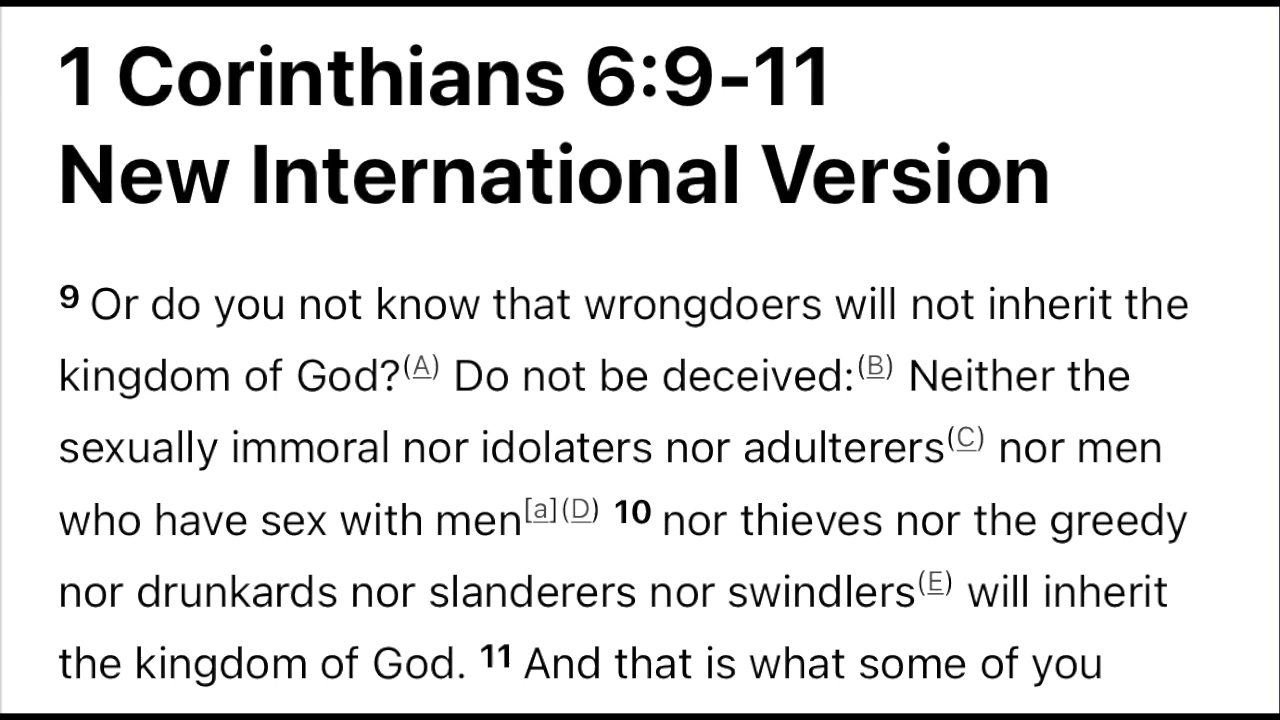 1 Corinthians 6:9-11
New International Version
9 Or do you not know that wrongdoers will not inherit the
kingdom of God?(A) Do not be deceived:(B) Neither the
sexually immoral nor idolaters nor adulterers(C) nor men
who have sex with men[a](D) 10 nor thieves nor the greedy
nor drunkards nor slanderers nor swindlers(E) will inherit
the kingdom of God. 11 And that is what some of you